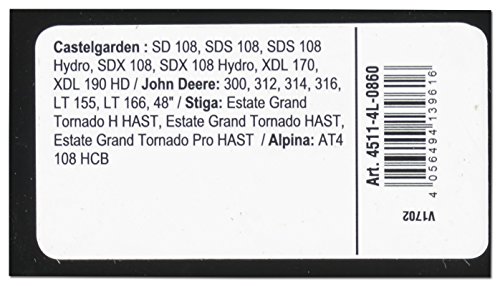 Castelgarden : SD 108, SDS 108, SDS 108
Hydro, SDX 108, SDX 108 Hydro, XDL 170,
XDL 190 HD / John Deere: 300, 312, 314, 316,
LT 155, LT 166, 48" / Stiga: Estate Grand
Tornado H HAST, Estate Grand Tornado HAST,
Estate Grand Tornado Pro HAST / Alpina: AT4
108 HCB
Art. 4511-4L-0860
4 056494 139616
V1702